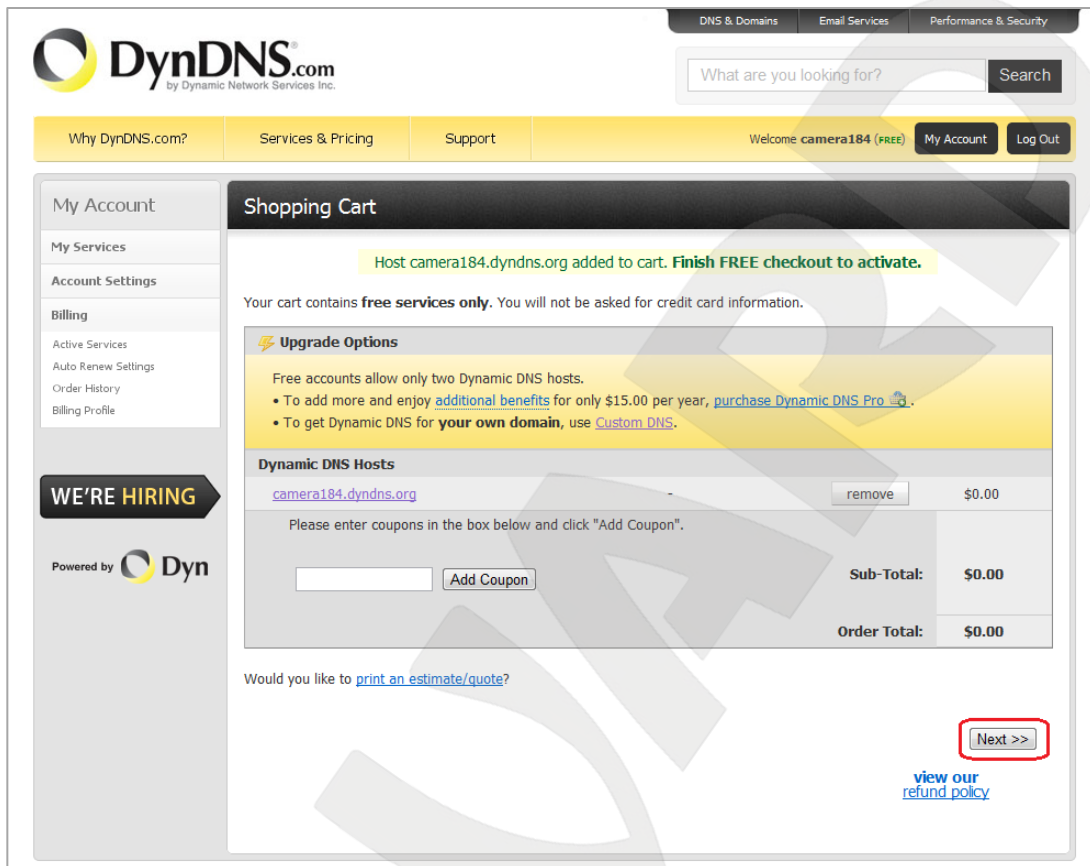 DNS & Domains Email Services Performance & Security
DynDNS.com
by Dynamic Network Services Inc.
What are you looking for? Search
Why DynDNS.com? Services & Pricing Support Welcome camera184 (FREE) My Account Log Out
My Account
My Services
Account Settings
Billing
Active Services
Auto Renew Settings
Order History
Billing Profile
WE'RE HIRING
Powered by Dyn
Shopping Cart
Host camera184.dyndns.org added to cart. Finish FREE checkout to activate.
Your cart contains free services only. You will not be asked for credit card information.
Upgrade Options
Free accounts allow only two Dynamic DNS hosts.
• To add more and enjoy additional benefits for only $15.00 per year, purchase Dynamic DNS Pro .
• To get Dynamic DNS for your own domain, use Custom DNS.
Dynamic DNS Hosts
camera184.dyndns.org - remove $0.00
Please enter coupons in the box below and click "Add Coupon".
Add Coupon Sub-Total: $0.00
Order Total: $0.00
Would you like to print an estimate/quote?
Next >>
view our
refund policy